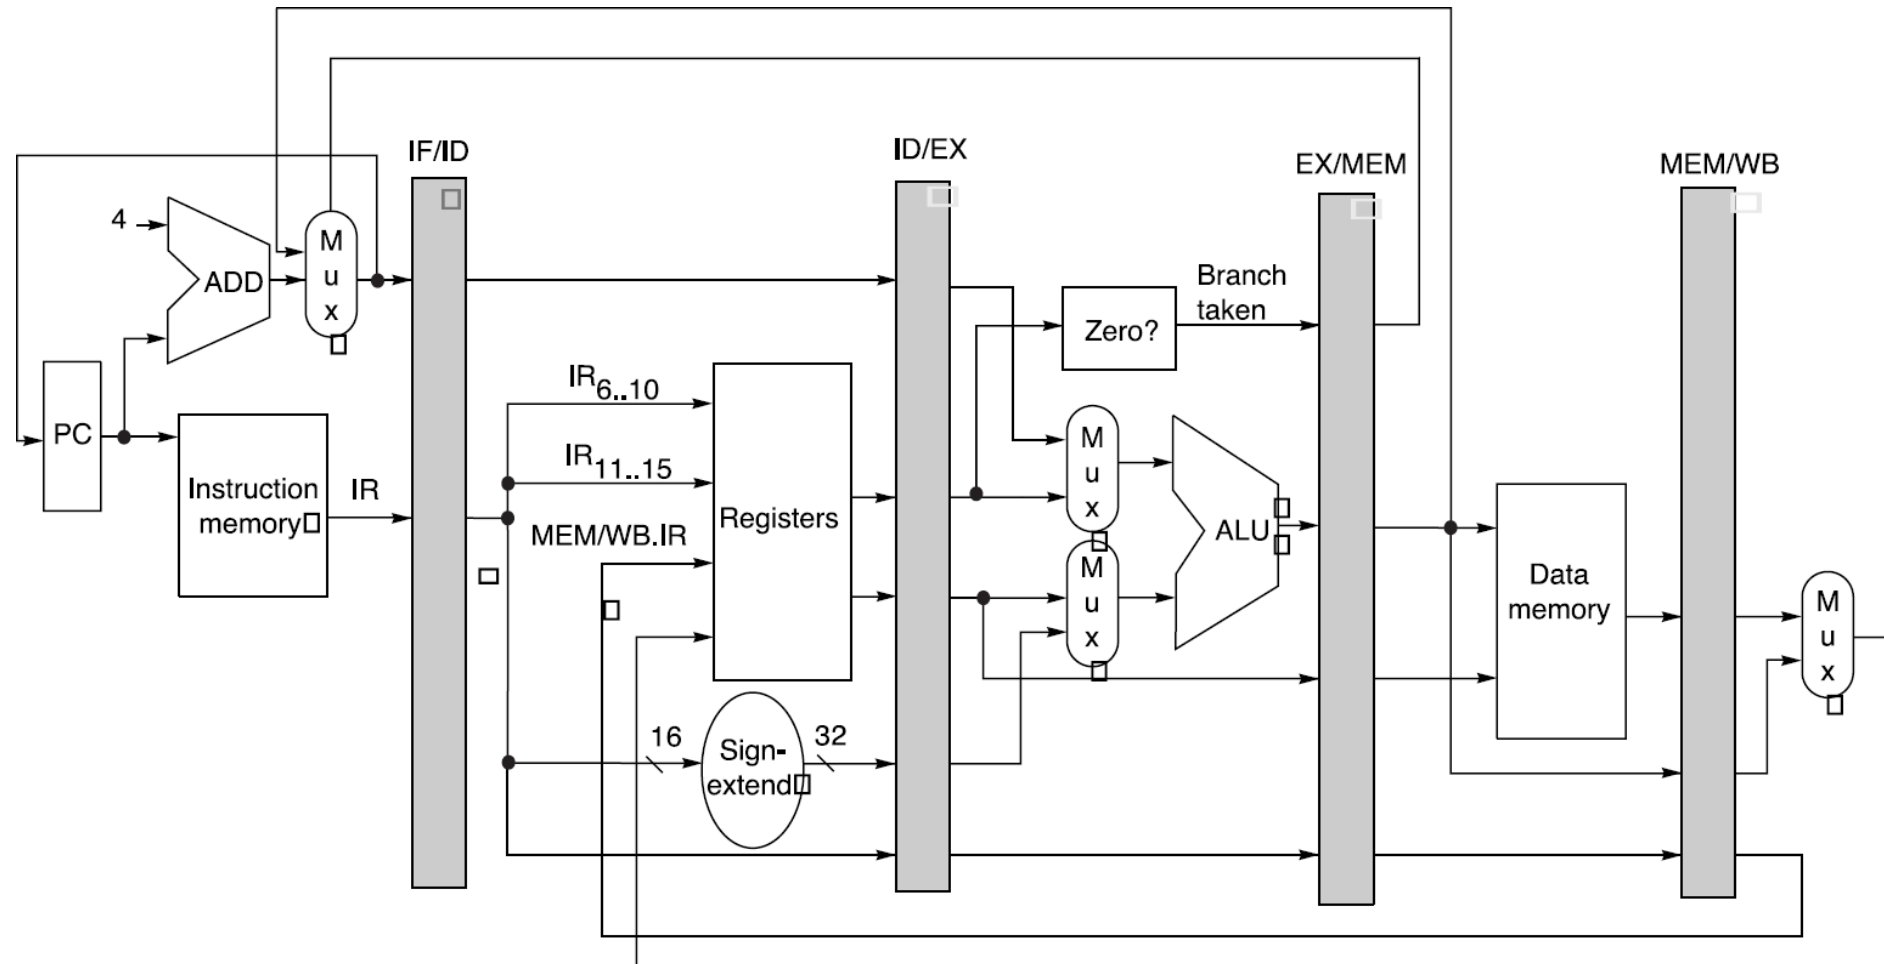 IF/ID
ID/EX
EX/MEM
MEM/WB
4
ADD
M
u
x
Branch
taken
Zero?
PC
Instruction
memory
IR
IR6..10
IR11..15
MEM/WB.IR
Registers
M
u
x
M
u
x
ALU
Data
memory
M
u
x
16
Sign-
extend
32